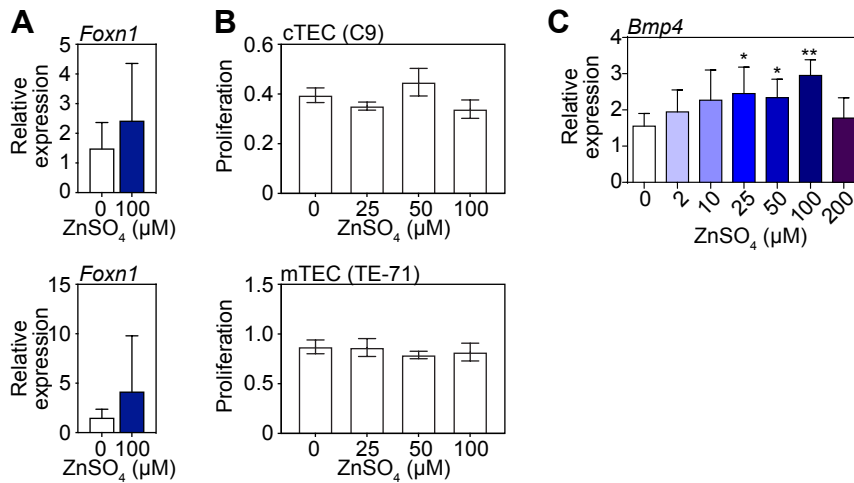 A
Foxn1
Relative
expression
5
4
3
2
1
0
0 100
ZnSO4 (µM)
Foxn1
Relative
expression
15
10
5
0
0 100
ZnSO4 (µM)
B
cTEC (C9)
Proliferation
0.6
0.4
0.2
0
0 25 50 100
ZnSO4 (µM)
mTEC (TE-71)
Proliferation
1.5
1.0
0.5
0
0 25 50 100
ZnSO4 (µM)
C
Bmp4
Relative
expression
4
3
2
1
0
* * **
0 2 10 25 50 100 200
ZnSO4 (µM)